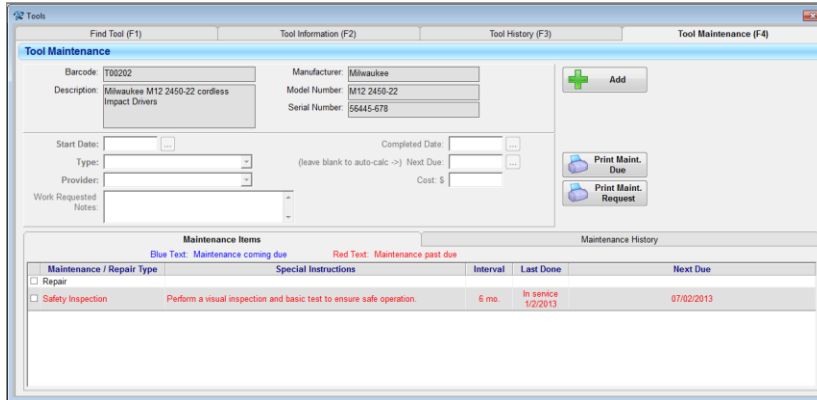 Tools
Find Tool (F1) Tool Information (F2) Tool History (F3) Tool Maintenance (F4)
Tool Maintenance
Barcode: T00202 Manufacturer: Milwaukee Add
Description: Milwaukee M12 2450-22 cordless Model Number: M12 2450-22
Impact Drivers
Serial Number: 56445-678
Start Date: ... Completed Date: ...
Type: (leave blank to auto-calc ->) Next Due: ... Print Maint.
Due
Provider: Cost: $
Work Requested Print Maint.
Notes: Request
Maintenance Items Maintenance History
Blue Text: Maintenance coming due Red Text: Maintenance past due
Maintenance / Repair Type Special Instructions Interval Last Done Next Due
Repair
Safety Inspection Perform a visual inspection and basic test to ensure safe operation. 6 mo. In service 07/02/2013
1/2/2013